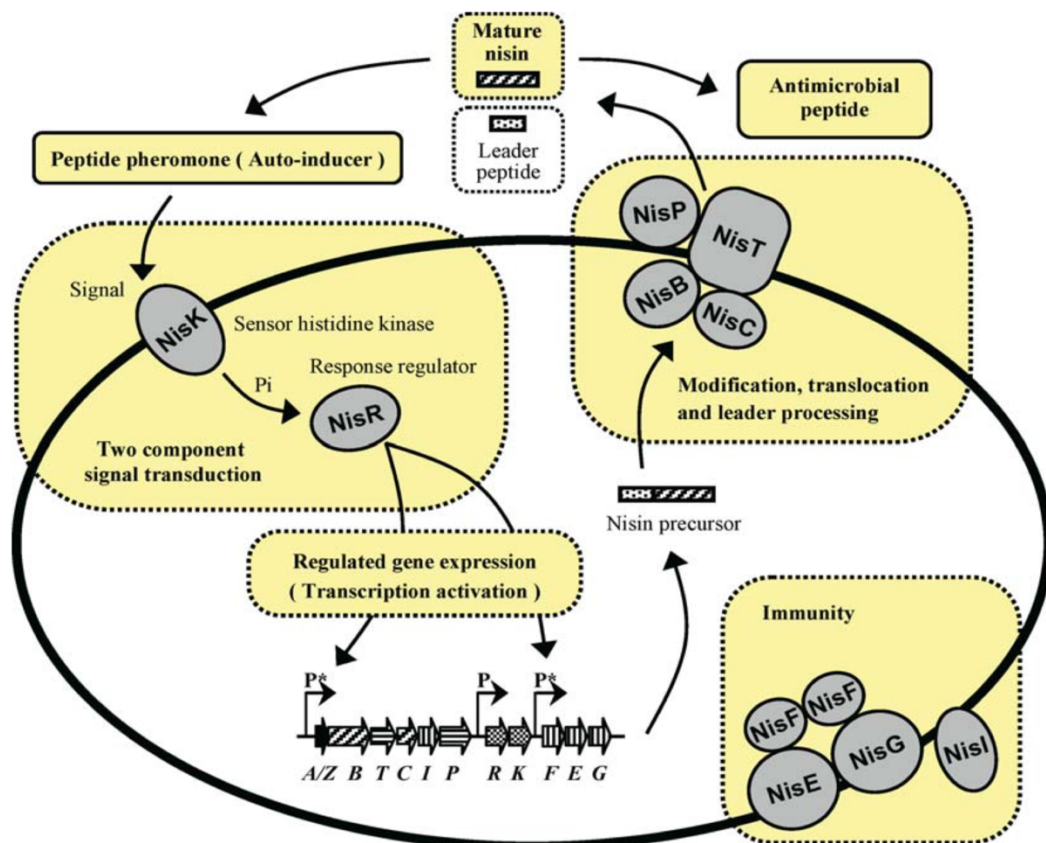 Mature
nisin
Leader
peptide
Antimicrobial
peptide
Peptide pheromone ( Auto-inducer )
NisP
NisT
NisB
NisC
Modification, translocation
and leader processing
Signal
NisK
Sensor histidine kinase
Pi
Response regulator
NisR
Two component
signal transduction
Nisin precursor
Regulated gene expression
( Transcription activation )
P* P P*
A/Z B T C I P R K F E G
Immunity
NisF
NisF
NisE
NisG
NisI